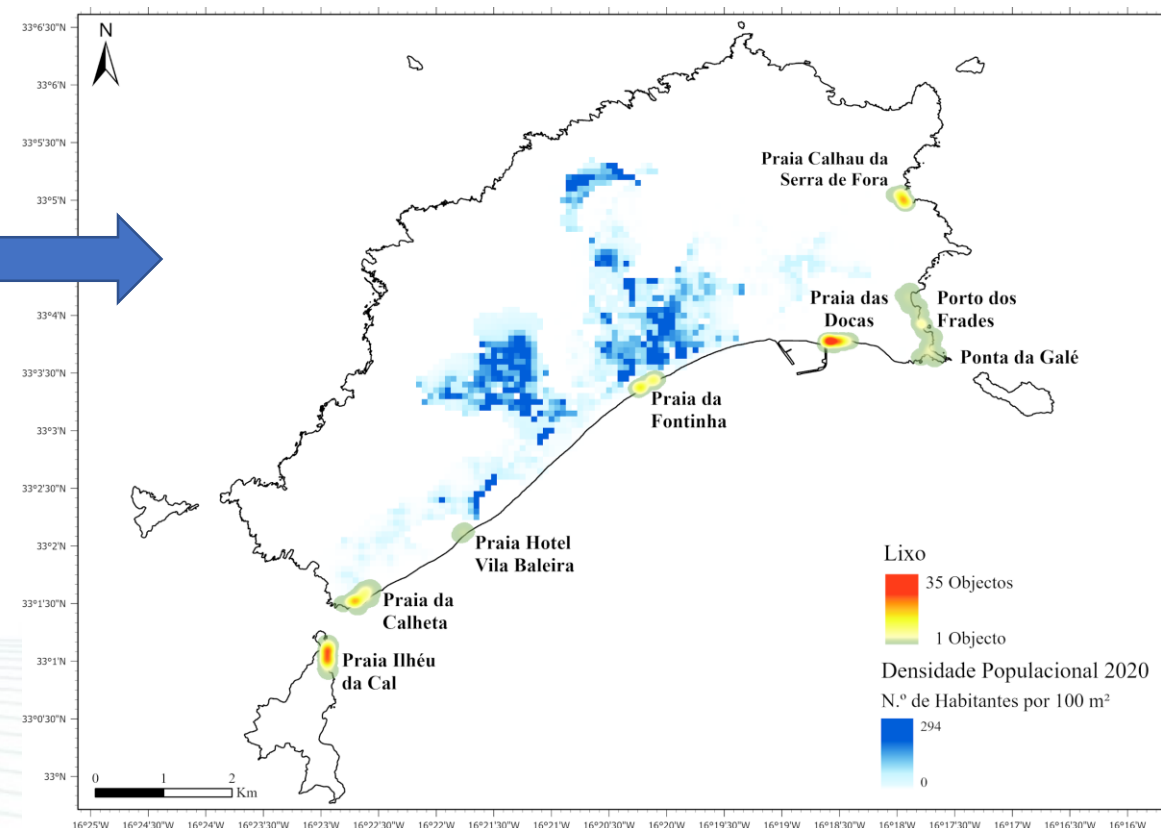 N
33°6'30"N
33°6'N
33°5'30"N
33°5'N
33°4'30"N
33°4'N
33°3'30"N
33°3'N
33°2'30"N
33°2'N
33°1'30"N
33°1'N
33°0'30"N
33°N
Praia Calhau da
Serra de Fora
Praia das
Docas
Porto dos
Frades
Ponta da Galé
Praia da
Fontinha
Praia Hotel
Vila Baleira
Praia da
Calheta
Praia Ilhéu
da Cal
Lixo
35 Objectos
1 Objecto
Densidade Populacional 2020
N.º de Habitantes por 100 m²
294
0
0 1 2
Km
16°25'W 16°24'30"W 16°24'W 16°23'30"W 16°23'W 16°22'30"W 16°22'W 16°21'30"W 16°21'W 16°20'30"W 16°20'W 16°19'30"W 16°19'W 16°18'30"W 16°18'W 16°17'30"W 16°17'W 16°16'30"W 16°16'W